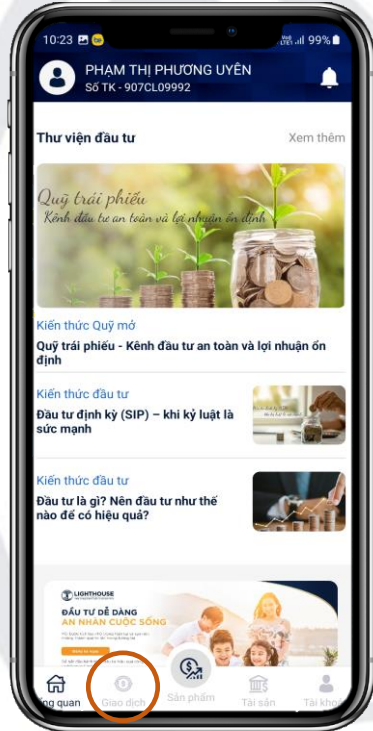 10:23
99%
PHẠM THỊ PHƯƠNG UYÊN
Số TK - 907CL09992
Thư viện đầu tư
Xem thêm
Quỹ trái phiếu
Kênh đầu tư an toàn và lợi nhuận ổn định
Kiến thức Quỹ mở
Quỹ trái phiếu - Kênh đầu tư an toàn và lợi nhuận ổn
định
Kiến thức đầu tư
Đầu tư định kỳ (SIP) – khi kỷ luật là
sức mạnh
Kiến thức đầu tư
Đầu tư là gì? Nên đầu tư như thế
nào để có hiệu quả?
LIGHTHOUSE
ĐẦU TƯ DỄ DÀNG
AN NHÀN CUỘC SỐNG
ng quan
Giao dịch
Sản phẩm
Tài sản
Tài khoả